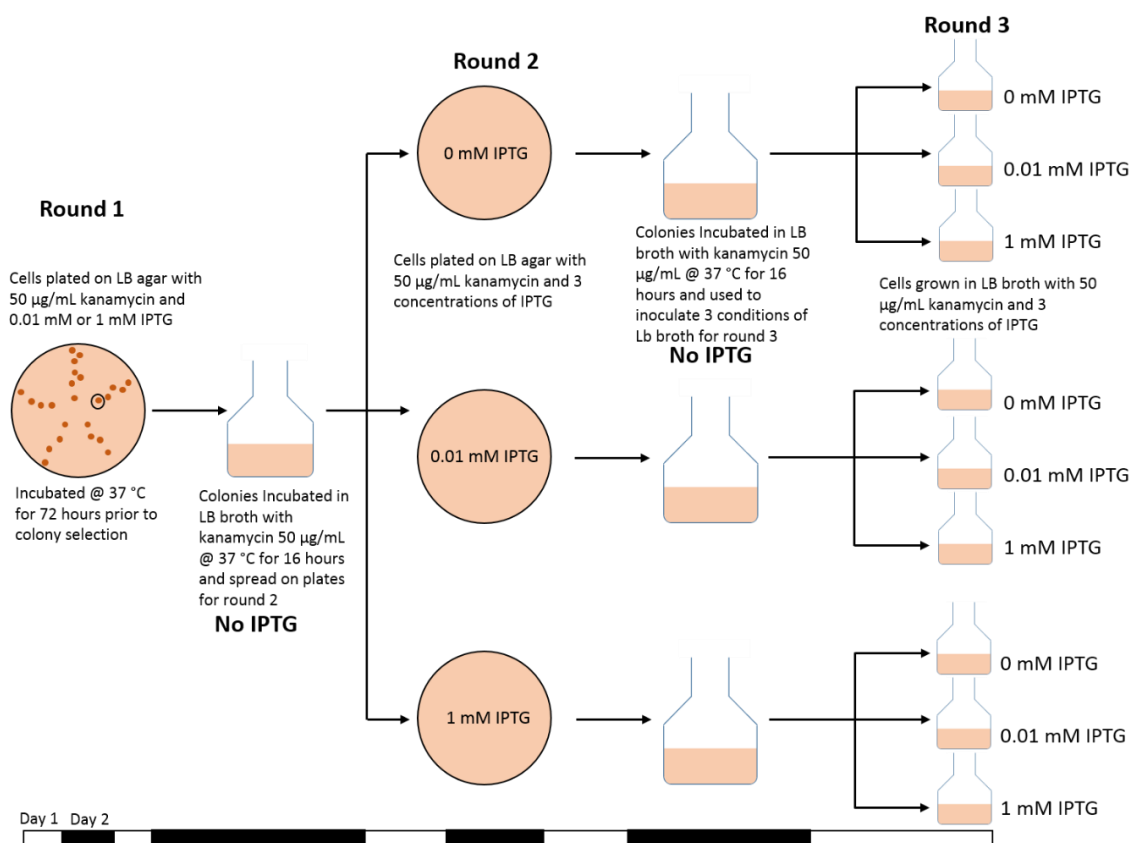 Round 1
Cells plated on LB agar with
50 µg/mL kanamycin and
0.01 mM or 1 mM IPTG
Incubated @ 37 °C
for 72 hours prior to
colony selection
Colonies Incubated in
LB broth with
kanamycin 50 µg/mL
@ 37 °C for 16 hours
and spread on plates
for round 2
No IPTG
Round 2
0 mM IPTG
Cells plated on LB agar with
50 µg/mL kanamycin and 3
concentrations of IPTG
0.01 mM IPTG
1 mM IPTG
Colonies Incubated in LB
broth with kanamycin 50
µg/mL @ 37 °C for 16
hours and used to
inoculate 3 conditions of
Lb broth for round 3
No IPTG
Round 3
0 mM IPTG
0.01 mM IPTG
1 mM IPTG
Cells grown in LB broth with 50
µg/mL kanamycin and 3
concentrations of IPTG
0 mM IPTG
0.01 mM IPTG
1 mM IPTG
0 mM IPTG
0.01 mM IPTG
1 mM IPTG
Day 1 Day 2